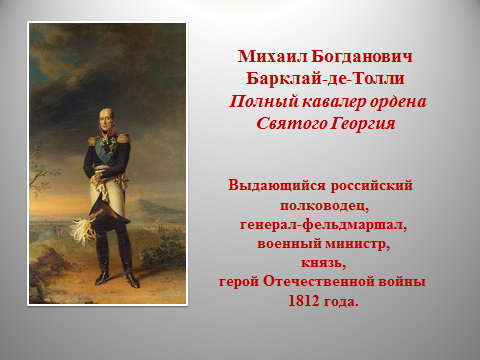 Михаил Богданович
Барклай-де-Толли
Полный кавалер ордена
Святого Георгия
Выдающийся российский
полководец,
генерал-фельдмаршал,
военный министр,
князь,
герой Отечественной войны
1812 года.